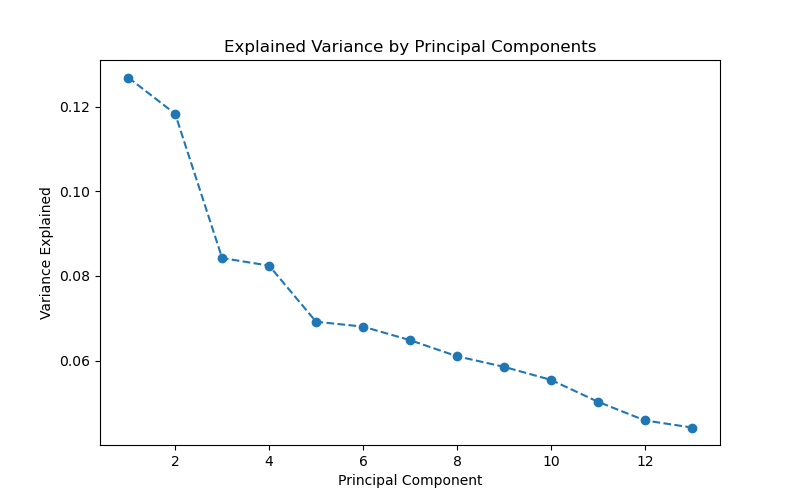 Explained Variance by Principal Components
Variance Explained
0.12
0.10
0.08
0.06
2 4 6 8 10 12
Principal Component